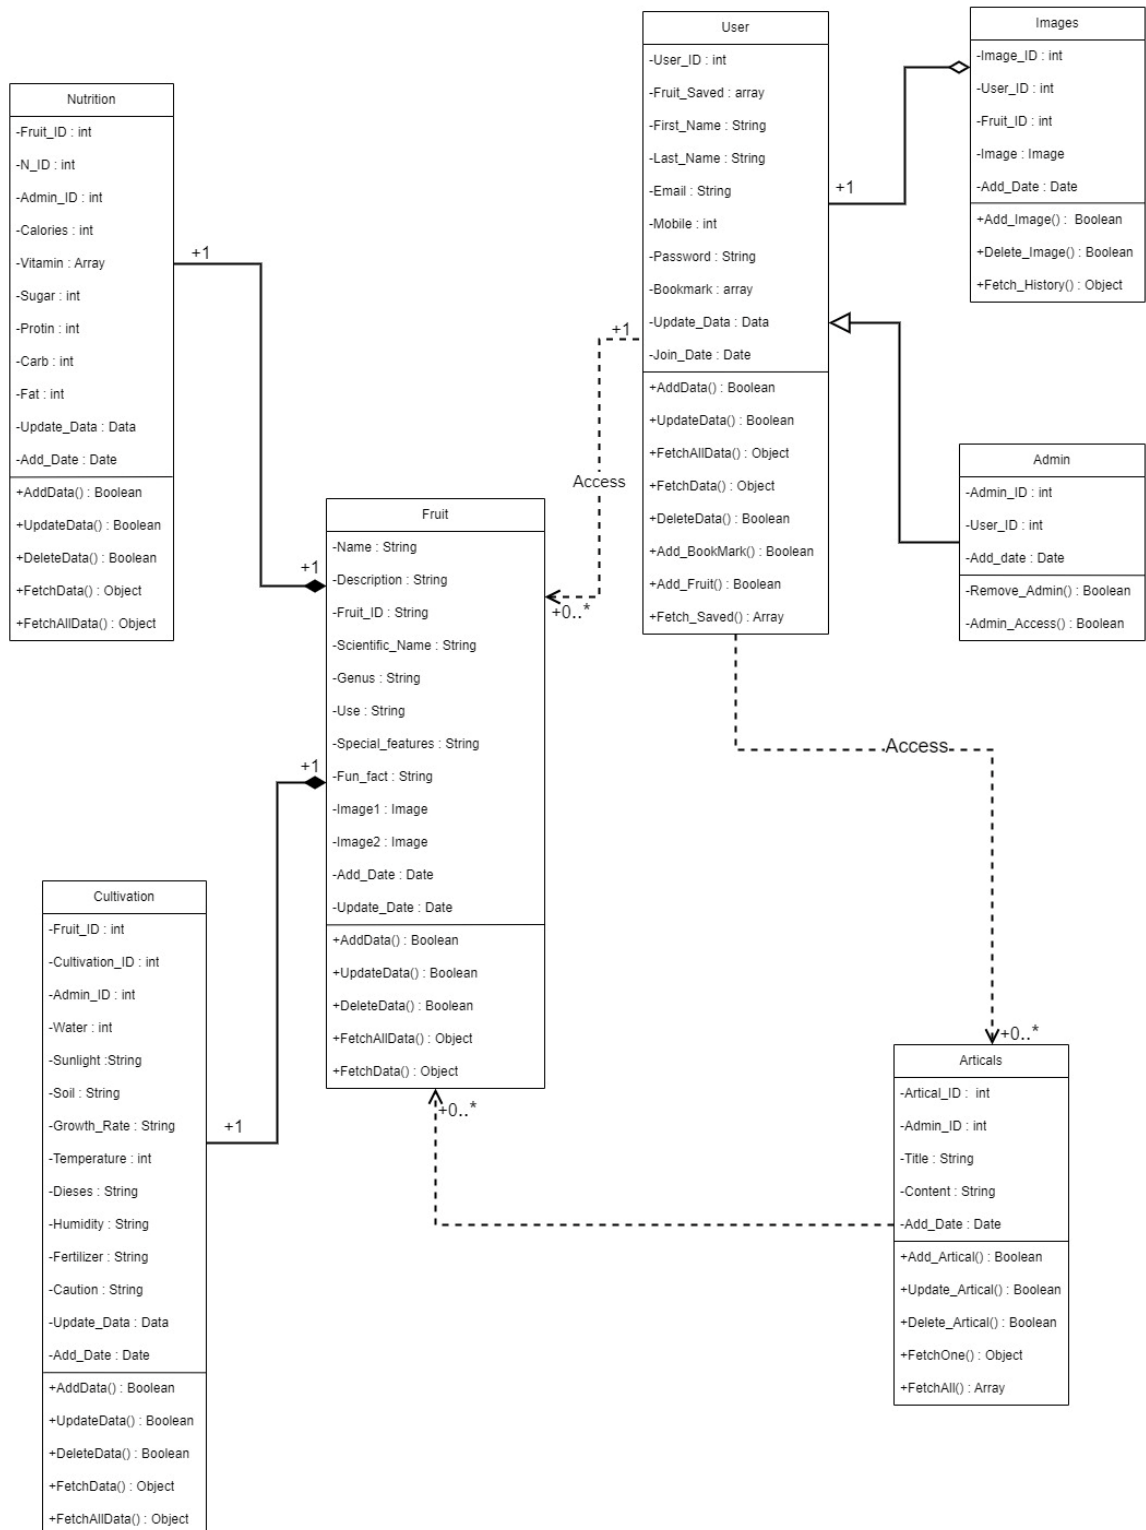 User
-User_ID : int
-Fruit_Saved : array
-First_Name : String
-Last_Name : String
-Email : String
-Mobile : int
-Password : String
-Bookmark : array
-Update_Data : Data
-Join_Date : Date
+AddData() : Boolean
+UpdateData() : Boolean
+FetchAllData() : Object
+FetchData() : Object
+DeleteData() : Boolean
+Add_BookMark() : Boolean
+Add_Fruit() : Boolean
+Fetch_Saved() : Array
Images
-Image_ID : int
-User_ID : int
-Fruit_ID : int
-Image : Image
-Add_Date : Date
+Add_Image() :  Boolean
+Delete_Image() : Boolean
+Fetch_History() : Object
+1
Nutrition
-Fruit_ID : int
-N_ID : int
-Admin_ID : int
-Calories : int
-Vitamin : Array
-Sugar : int
-Protin : int
-Carb : int
-Fat : int
-Update_Data : Data
-Add_Date : Date
+AddData() : Boolean
+UpdateData() : Boolean
+DeleteData() : Boolean
+FetchData() : Object
+FetchAllData() : Object
+1
+1
+1
Access
+0..*
Admin
-Admin_ID : int
-User_ID : int
-Add_date : Date
-Remove_Admin() : Boolean
-Admin_Access() : Boolean
Fruit
-Name : String
-Description : String
-Fruit_ID : String
-Scientific_Name : String
-Genus : String
-Use : String
-Special_features : String
-Fun_fact : String
-Image1 : Image
-Image2 : Image
-Add_Date : Date
-Update_Date : Date
+AddData() : Boolean
+UpdateData() : Boolean
+DeleteData() : Boolean
+FetchAllData() : Object
+FetchData() : Object
+1
Access
+0..*
Cultivation
-Fruit_ID : int
-Cultivation_ID : int
-Admin_ID : int
-Water : int
-Sunlight :String
-Soil : String
-Growth_Rate : String
-Temperature : int
-Dieses : String
-Humidity : String
-Fertilizer : String
-Caution : String
-Update_Data : Data
-Add_Date : Date
+AddData() : Boolean
+UpdateData() : Boolean
+DeleteData() : Boolean
+FetchData() : Object
+FetchAllData() : Object
+1
+0..*
Articals
-Artical_ID :  int
-Admin_ID : int
-Title : String
-Content : String
-Add_Date : Date
+Add_Artical() : Boolean
+Update_Artical() : Boolean
+Delete_Artical() : Boolean
+FetchOne() : Object
+FetchAll() : Array